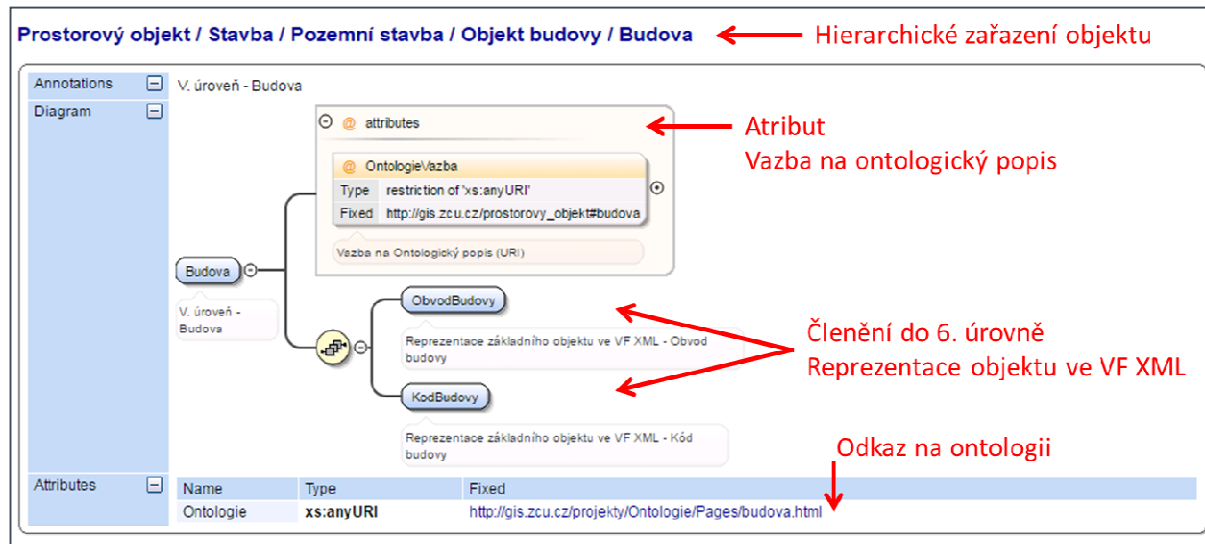 Prostorový objekt / Stavba / Pozemní stavba / Objekt budovy / Budova
Hierarchické zařazení objektu
Annotations
V. úroveň - Budova
Diagram
@ attributes
Atribut
Vazba na ontologický popis
@ OntologieVazba
Type restriction of 'xs:anyURI'
Fixed http://gis.zcu.cz/prostorovy_objekt#budova
Vazba na Ontologický popis (URI)
Budova
V. úroveň -
Budova
ObvodBudovy
Reprezentace základního objektu ve VF XML - Obvod
budovy
Členění do 6. úrovně
Reprezentace objektu ve VF XML
KodBudovy
Reprezentace základního objektu ve VF XML - Kód
budovy
Odkaz na ontologii
Attributes
Name Type Fixed
Ontologie xs:anyURI http://gis.zcu.cz/projekty/Ontologie/Pages/budova.html